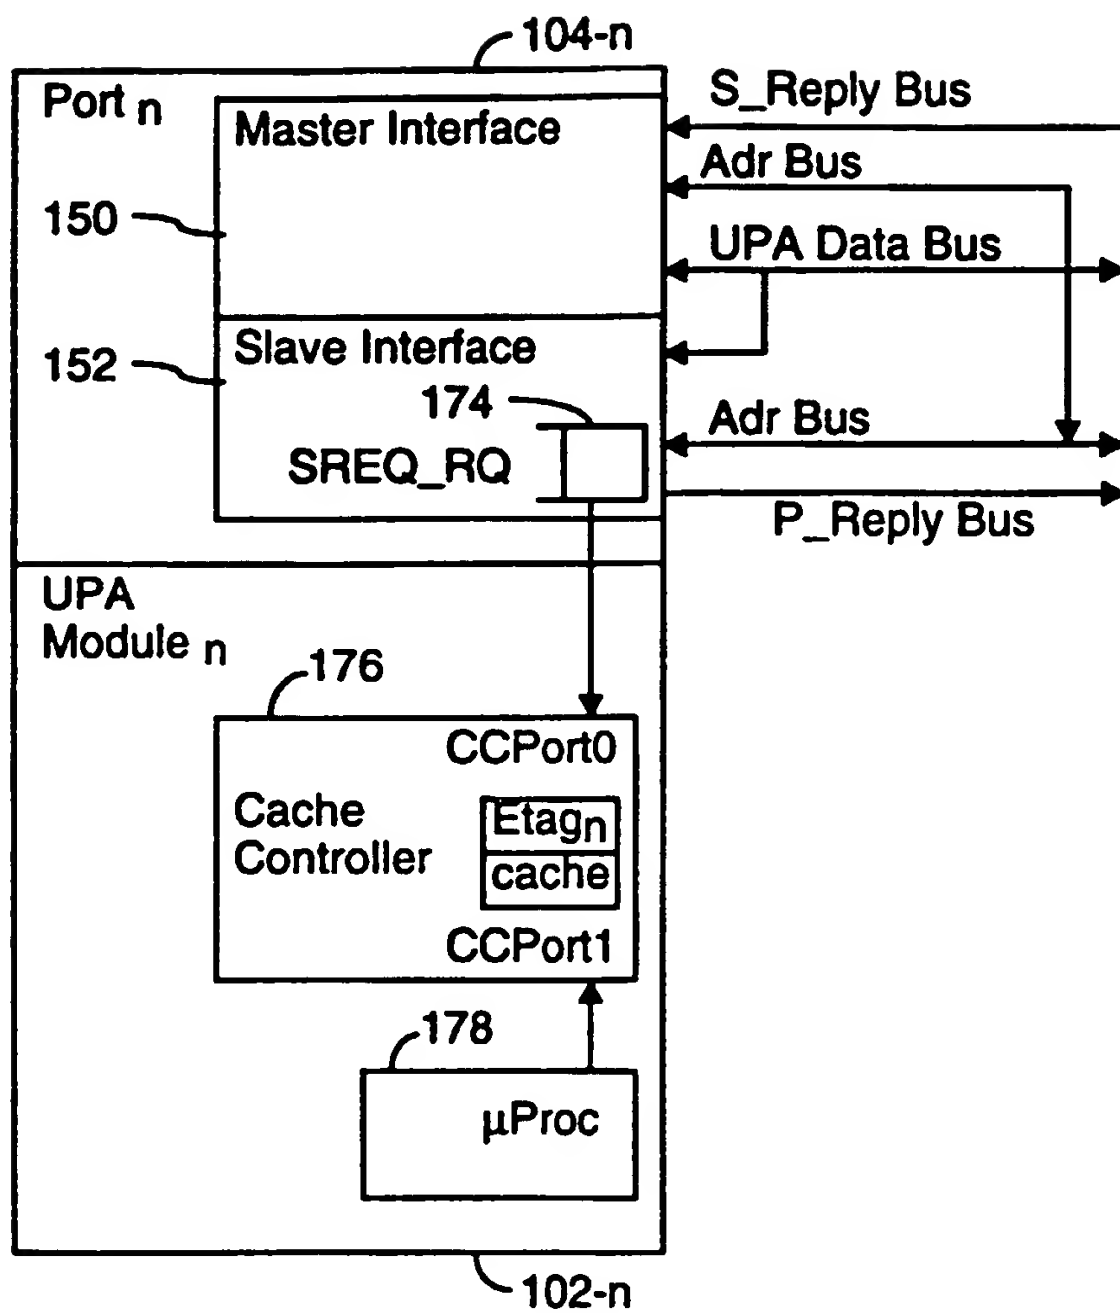 104-n
Port n
S_Reply Bus
Master Interface
Adr Bus
150
UPA Data Bus
Slave Interface
152
174
Adr Bus
SREQ_RQ
P_Reply Bus
UPA
Module n
176
CCPort0
Cache
Controller
Etagn
cache
CCPort1
178
µProc
102-n